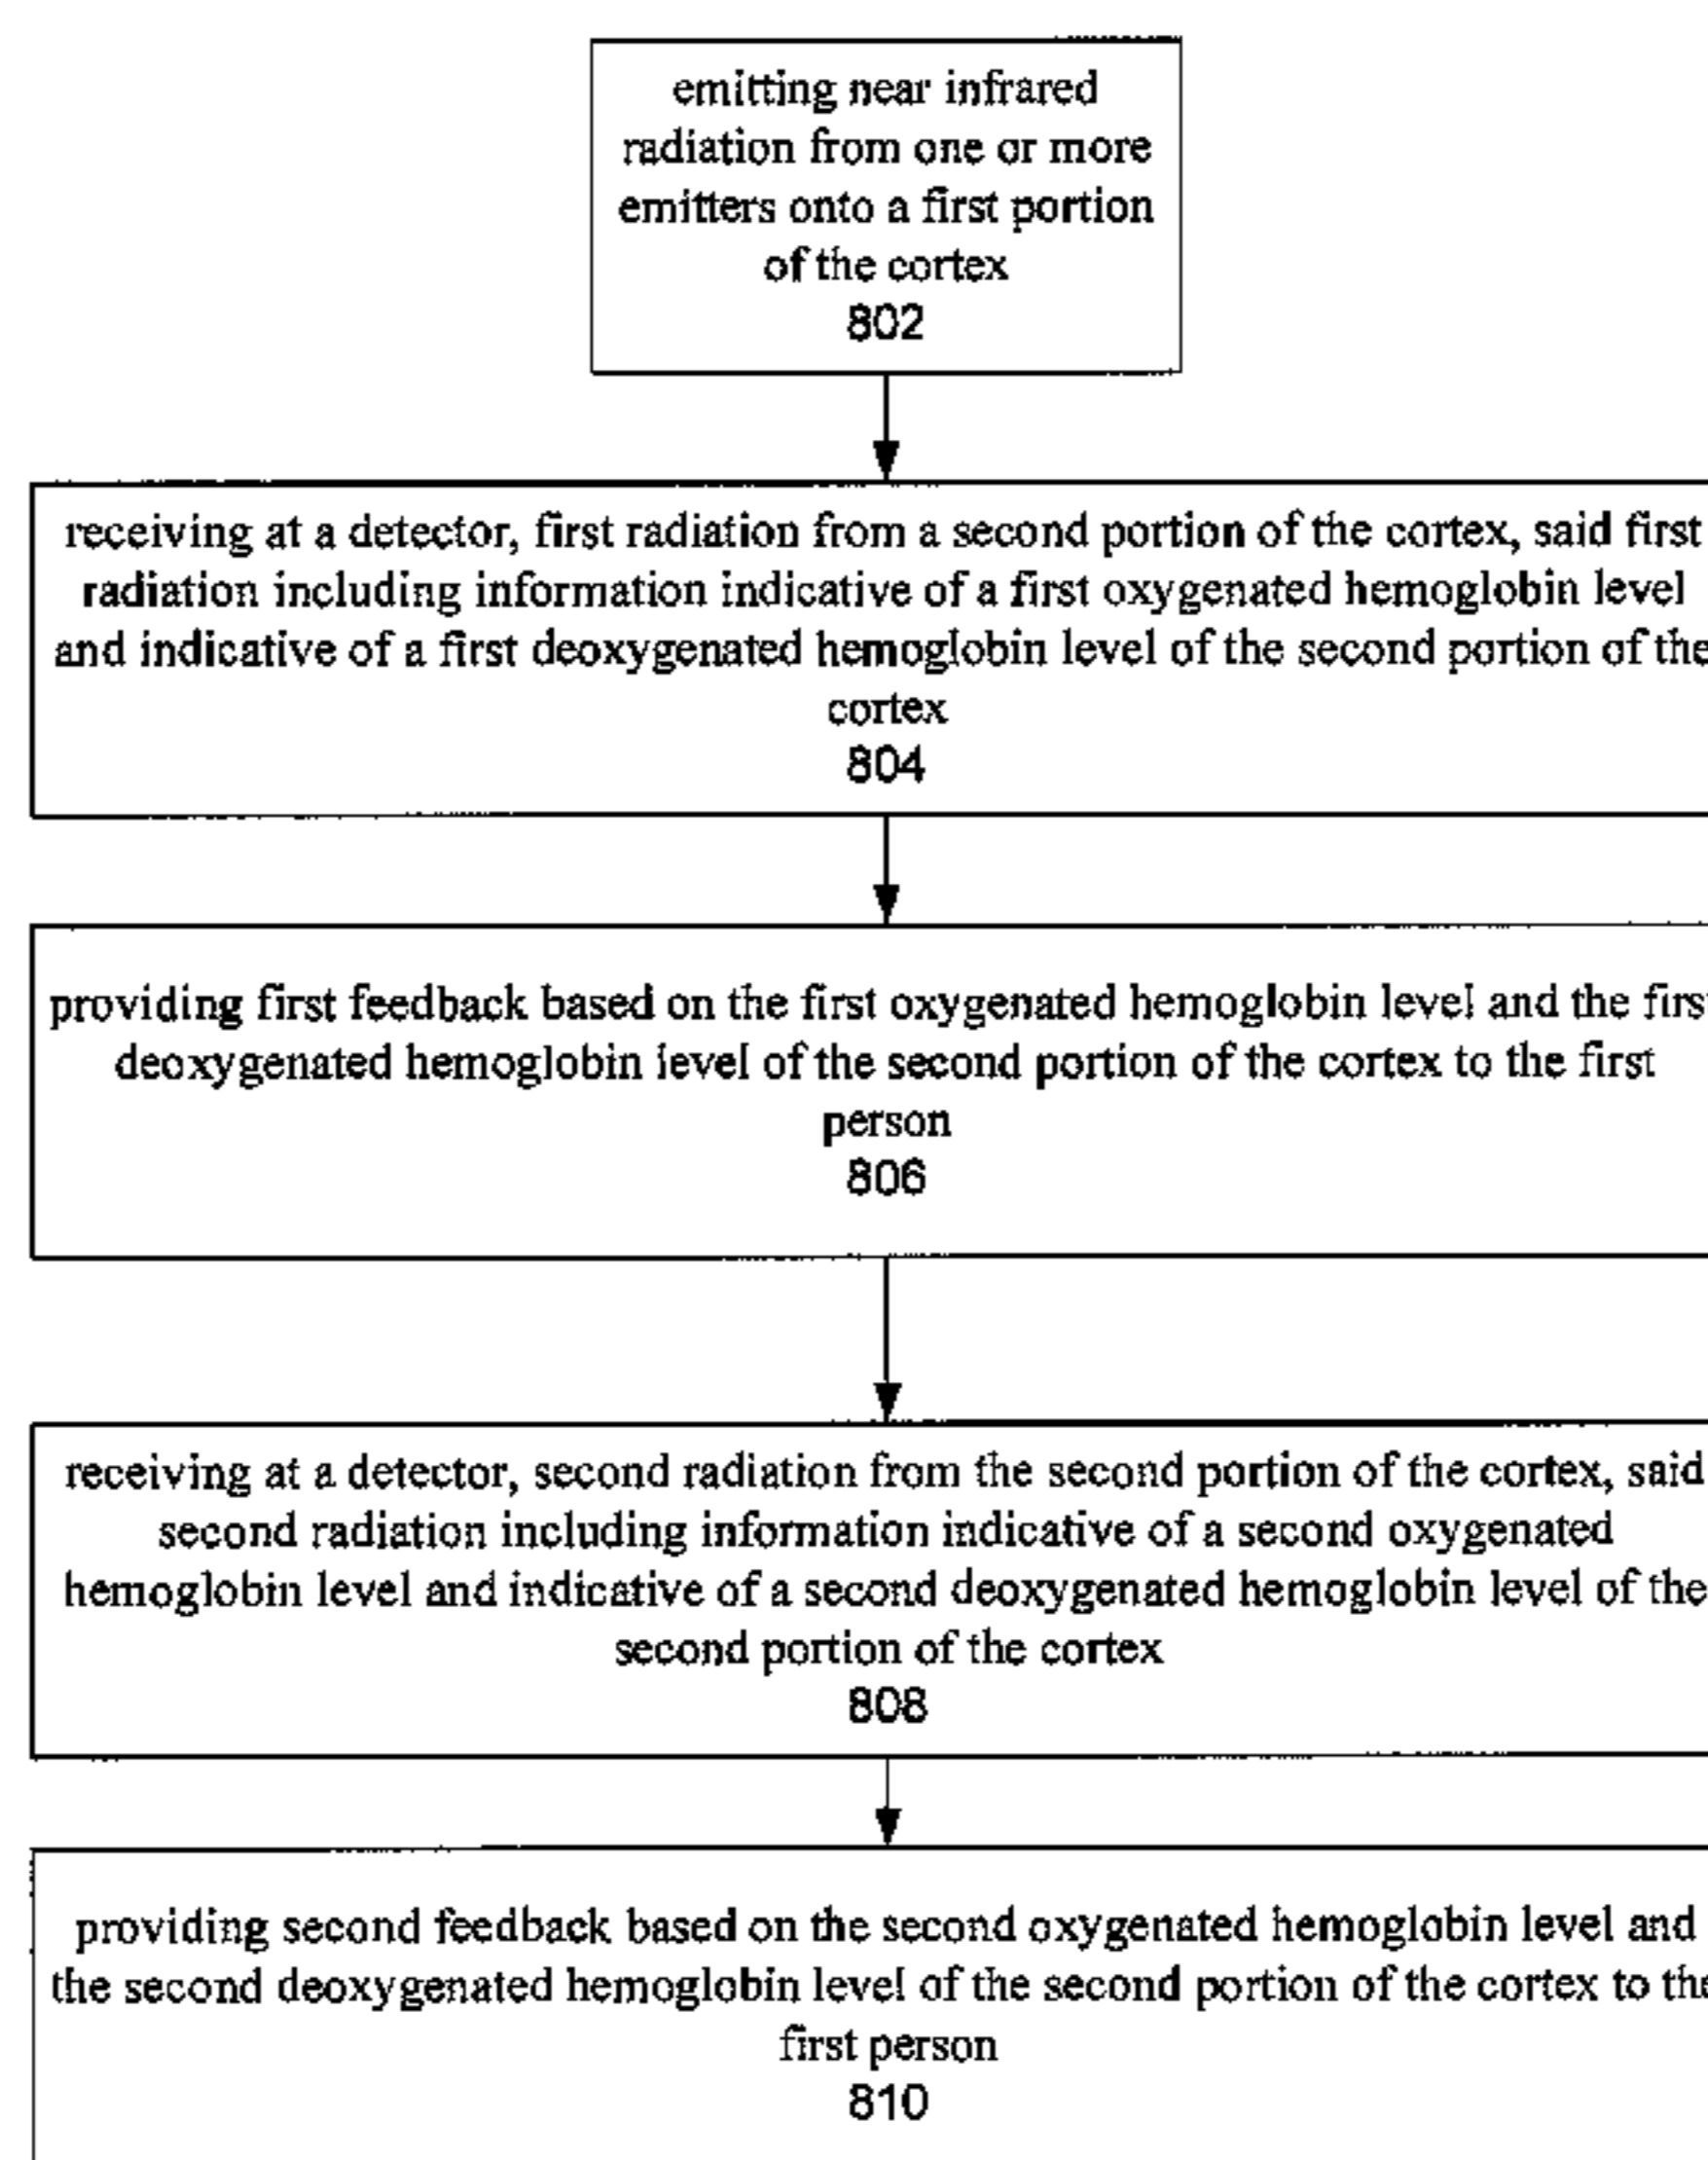 emitting near infrared
radiation from one or more
emitters onto a first portion
of the cortex
802
receiving at a detector, first radiation from a second portion of the cortex, said first
radiation including information indicative of a first oxygenated hemoglobin level
and indicative of a first deoxygenated hemoglobin level of the second portion of the
cortex
804
providing first feedback based on the first oxygenated hemoglobin level and the first
deoxygenated hemoglobin level of the second portion of the cortex to the first
person
806
receiving at a detector, second radiation from the second portion of the cortex, said
second radiation including information indicative of a second oxygenated
hemoglobin level and indicative of a second deoxygenated hemoglobin level of the
second portion of the cortex
808
providing second feedback based on the second oxygenated hemoglobin level and
the second deoxygenated hemoglobin level of the second portion of the cortex to the
first person
810